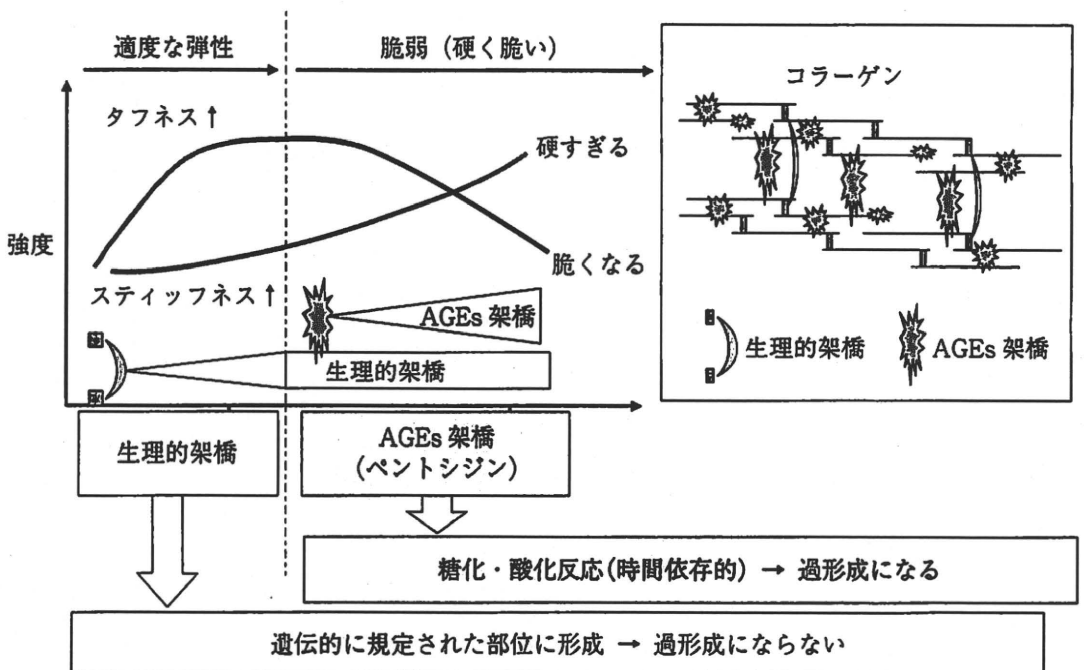 適度な弾性
脆弱（硬く脆い）
タフネス↑
硬すぎる
強度
脆くなる
スティッフネス↑
AGEs 架橋
生理的架橋
コラーゲン
生理的架橋
AGEs 架橋
生理的架橋
AGEs 架橋
（ペントシジン）
糖化・酸化反応（時間依存的） → 過形成になる
遺伝的に規定された部位に形成 → 過形成にならない